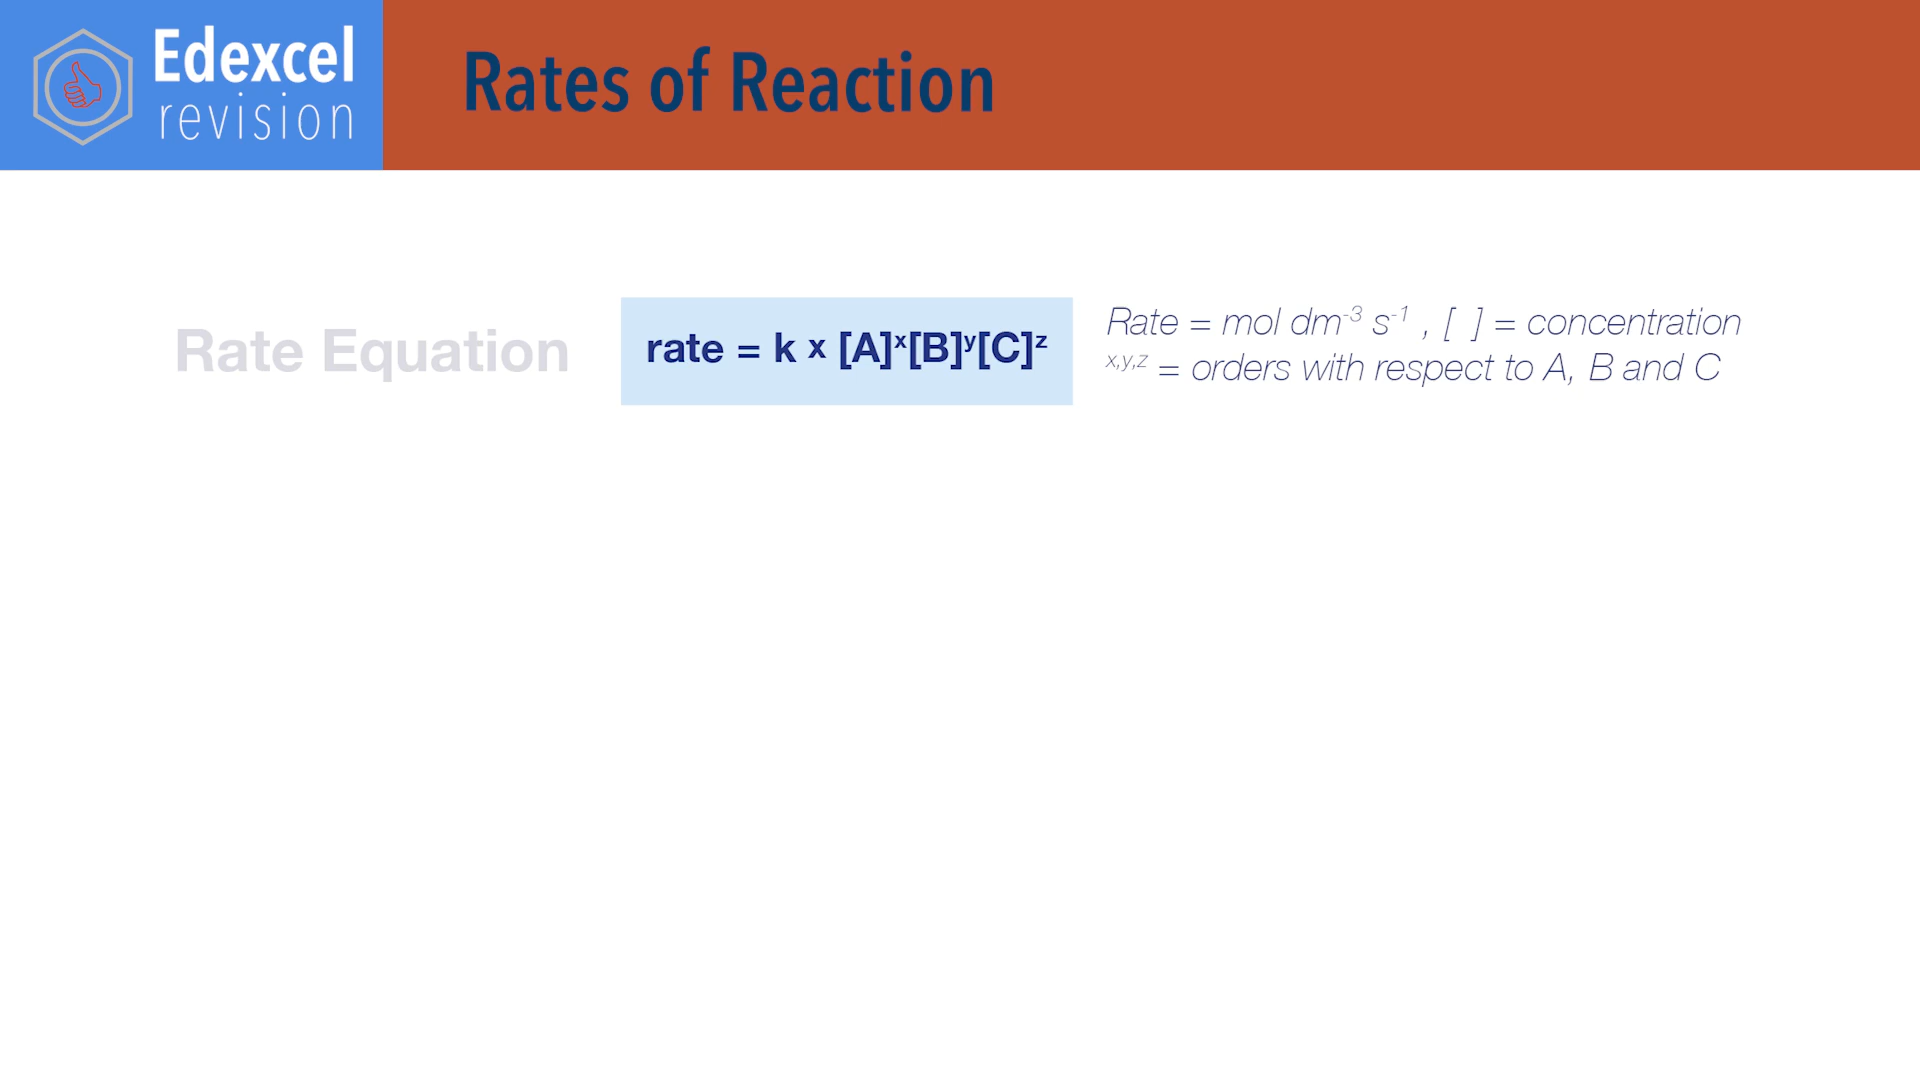 Edexcel
revision
Rates of Reaction
Rate Equation
rate = k x [A]ˣ[B]ʸ[C]ᶻ
Rate = mol dm⁻³ s⁻¹ , [ ] = concentration
ˣ,ʸ,ᶻ = orders with respect to A, B and C